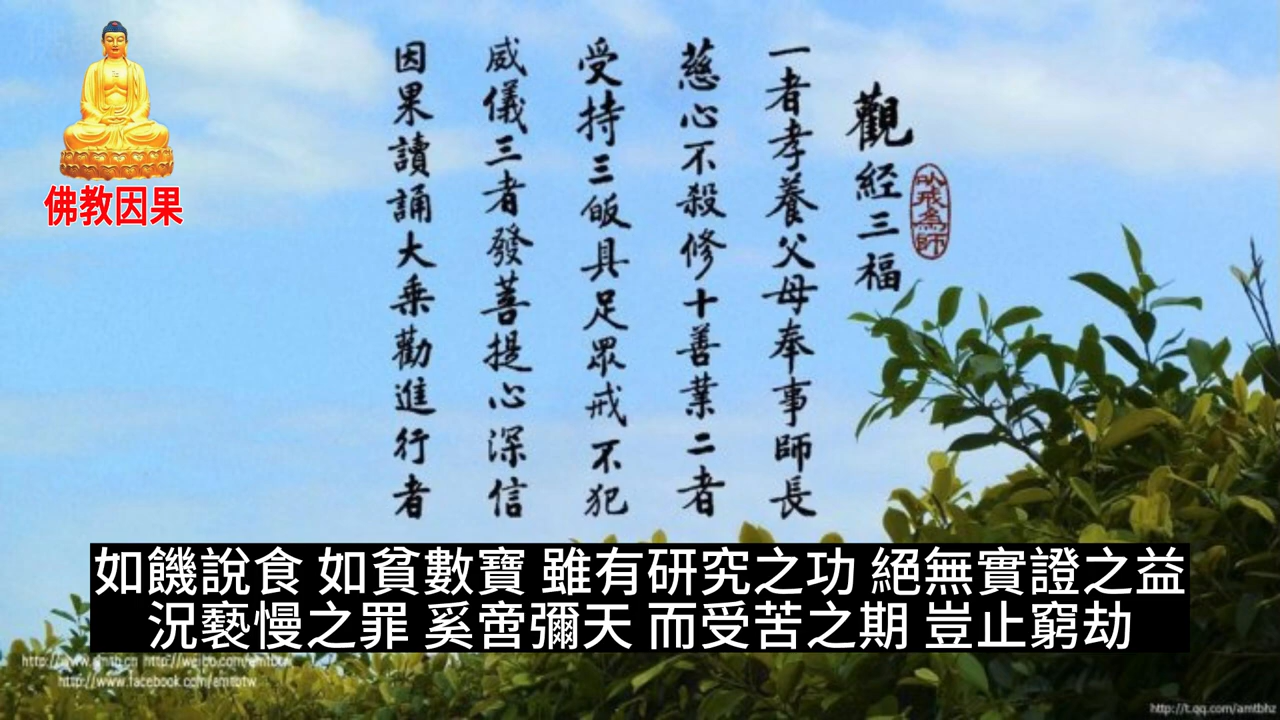 佛教因果
觀經三福
以戒為師
一者孝養父母奉事師長
慈心不殺修十善業二者
受持三皈具足眾戒不犯
威儀三者發菩提心深信
因果讀誦大乘勸進行者
如饑說食 如貧數寶 雖有研究之功 絕無實證之益
況褻慢之罪 奚啻彌天 而受苦之期 豈止窮劫
http://www.amtb.cn http://weibo.com/amtbtw
http://www.facebook.com/amtbtw
http://t.qq.com/amtbhz